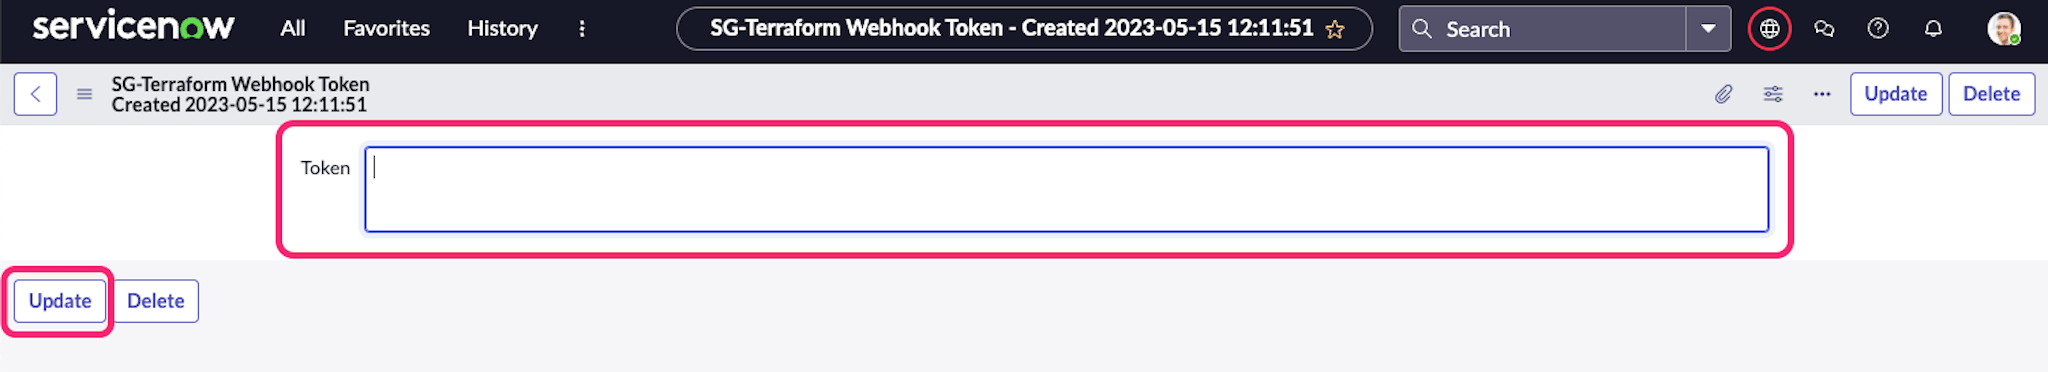 servicenow All Favorites History SG-Terraform Webhook Token - Created 2023-05-15 12:11:51 Search
SG-Terraform Webhook Token
Created 2023-05-15 12:11:51
Update Delete
Token
Update Delete